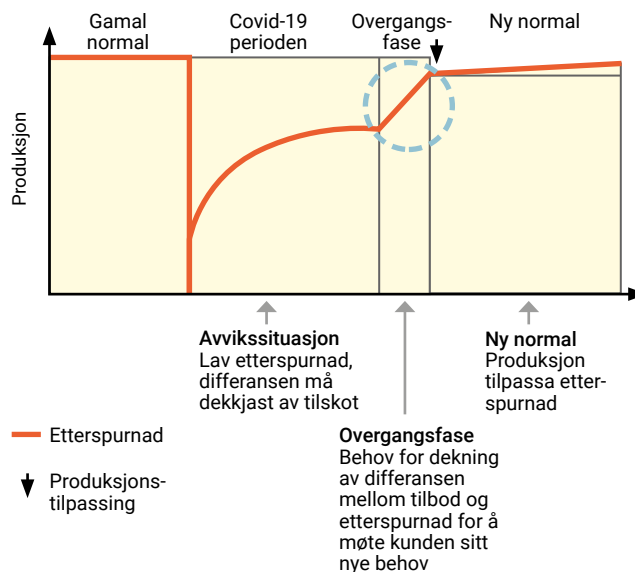 Gamal
normal
Covid-19
perioden
Overgangs-
fase
Ny normal
Produksjon
Avvikssituasjon
Lav etterspurnad,
differansen må
dekkjast av tilskot
Ny normal
Produksjon
tilpassa etter-
spurnad
Etterspurnad
Produksjons-
tilpassing
Overgangsfase
Behov for dekning
av differansen
mellom tilbod og
etterspurnad for å
møte kunden sitt
nye behov